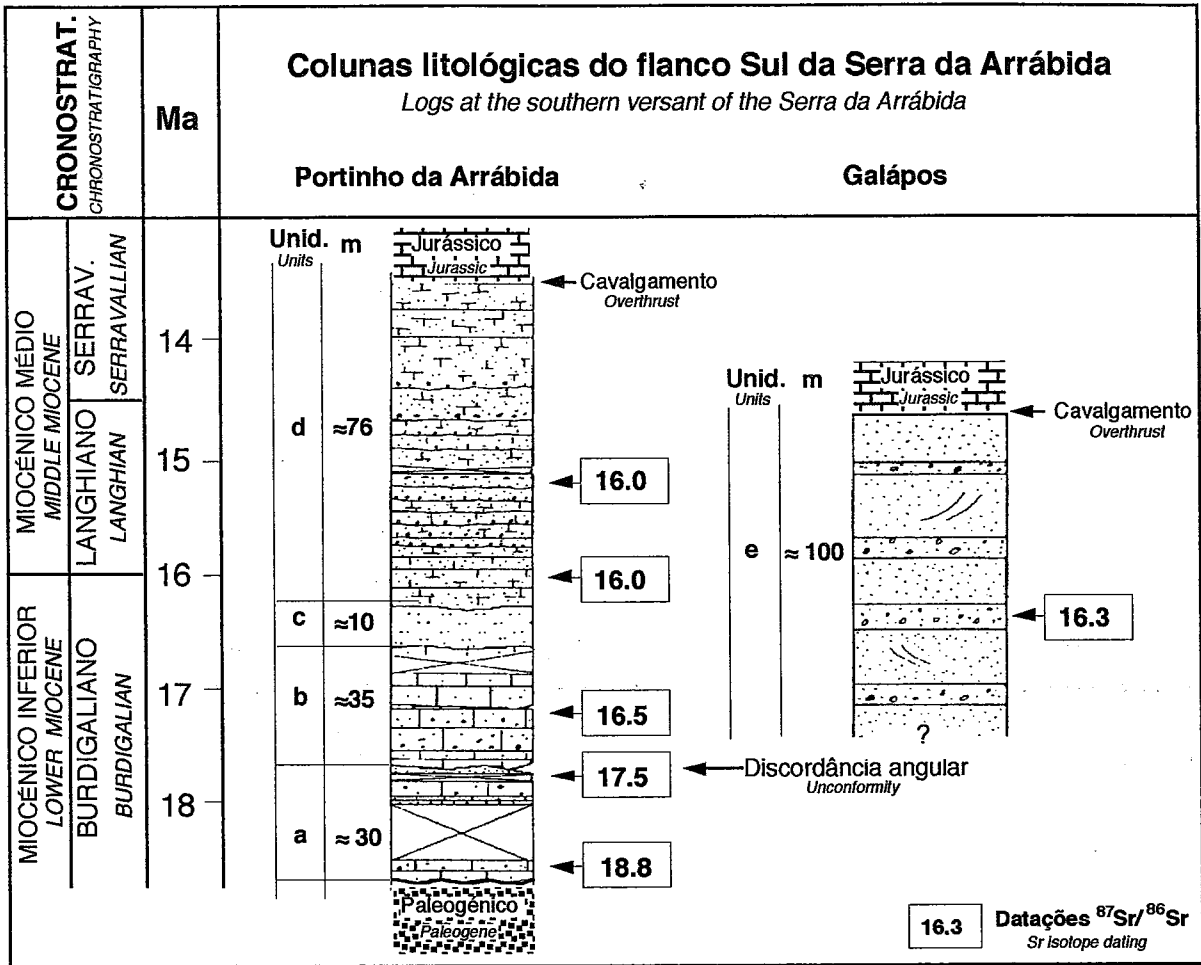 CRONOSTRAT.
CHRONOSTRATIGRAPHY
Ma
Colunas litológicas do flanco Sul da Serra da Arrábida
Logs at the southern versant of the Serra da Arrábida
Portinho da Arrábida
Galápos
MIOCÉNICO MÉDIO
MIDDLE MIOCENE
SERRAV.
SERRAVALLIAN
LANGHIANO
LANGHIAN
MIOCÉNICO INFERIOR
LOWER MIOCENE
BURDIGALIANO
BURDIGALIAN
14
15
16
17
18
Unid. m
Units
Jurássico
Jurassic
Cavalgamento
Overthrust
d ≈76
16.0
16.0
c ≈10
b ≈35
16.5
17.5
Discordância angular
Unconformity
a ≈ 30
18.8
Paleogénico
Paleogene
Unid. m
Units
Jurássico
Jurassic
Cavalgamento
Overthrust
e ≈ 100
16.3
?
16.3
Datações ⁸⁷Sr/⁸⁶Sr
Sr isotope dating